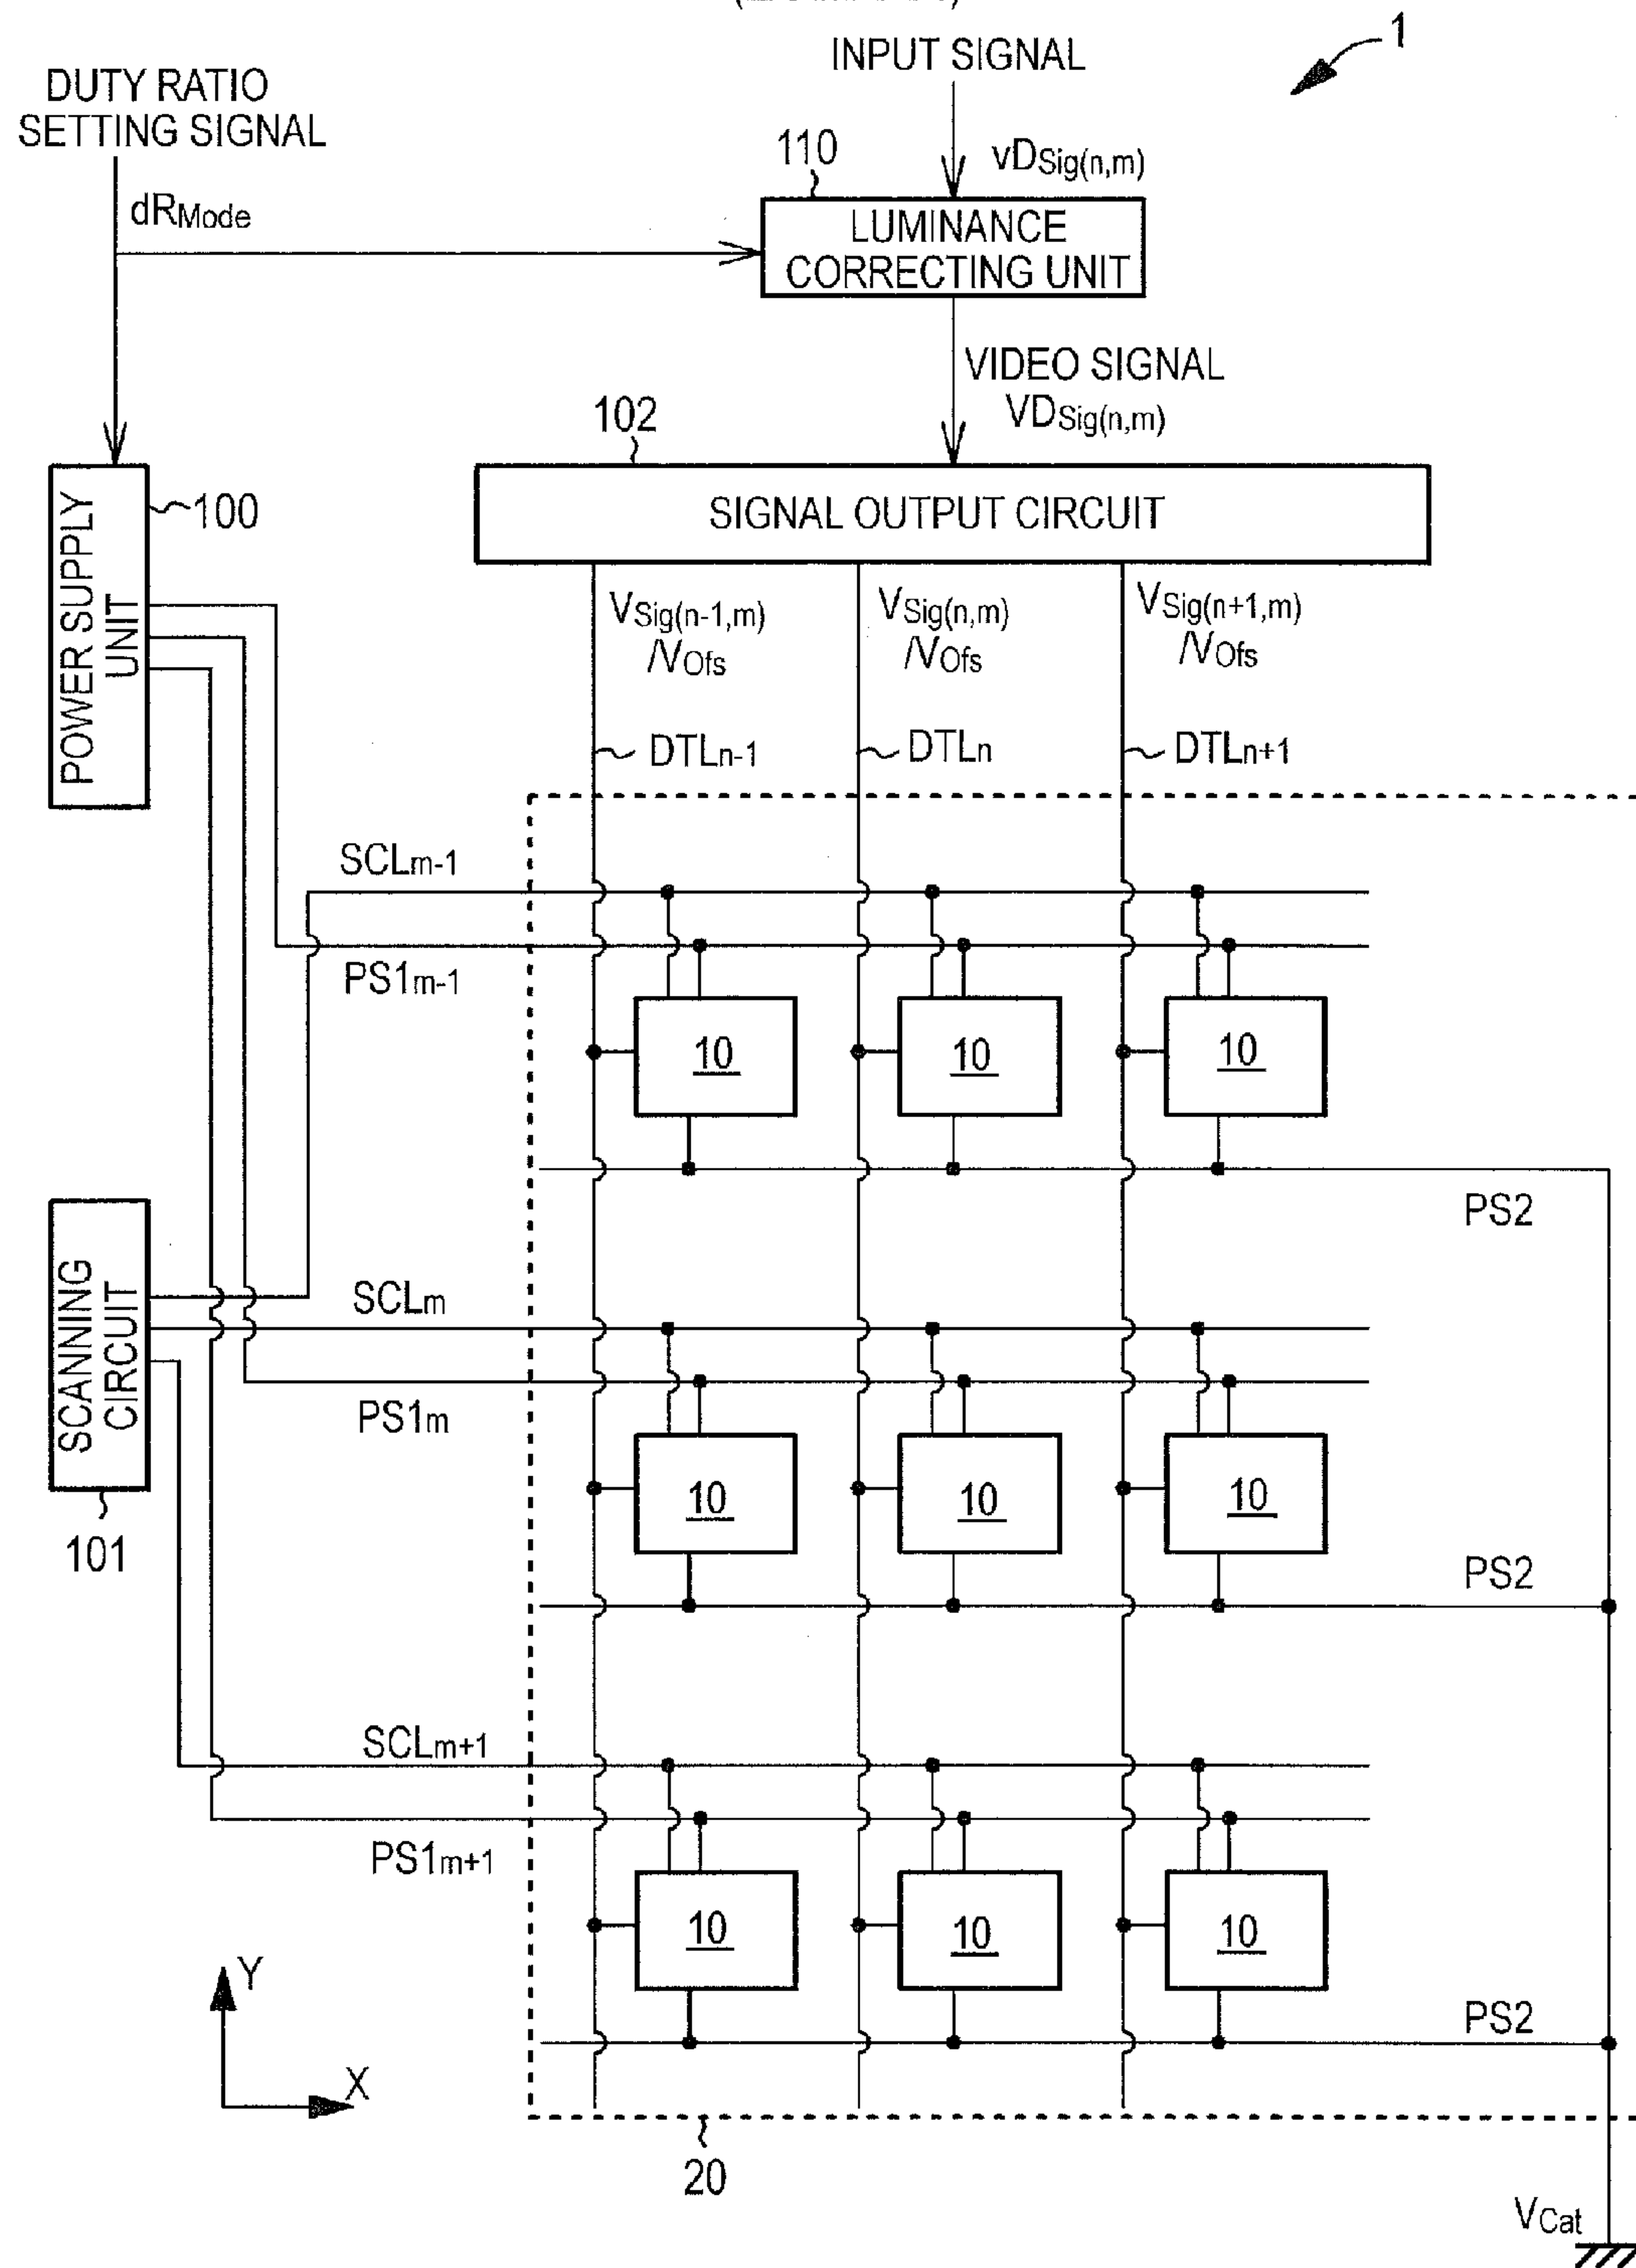 1
INPUT SIGNAL
DUTY RATIO
SETTING SIGNAL
110
vDSig(n,m)
dRMode
LUMINANCE
CORRECTING UNIT
VIDEO SIGNAL
VDSig(n,m)
102
100
SIGNAL OUTPUT CIRCUIT
POWER SUPPLY
UNIT
VSig(n-1,m)
/VOfs
VSig(n,m)
/VOfs
VSig(n+1,m)
/VOfs
DTLn-1
DTLn
DTLn+1
SCLm-1
PS1m-1
10
10
10
PS2
SCANNING
CIRCUIT
101
SCLm
PS1m
10
10
10
PS2
SCLm+1
PS1m+1
10
10
10
PS2
Y
X
20
VCat